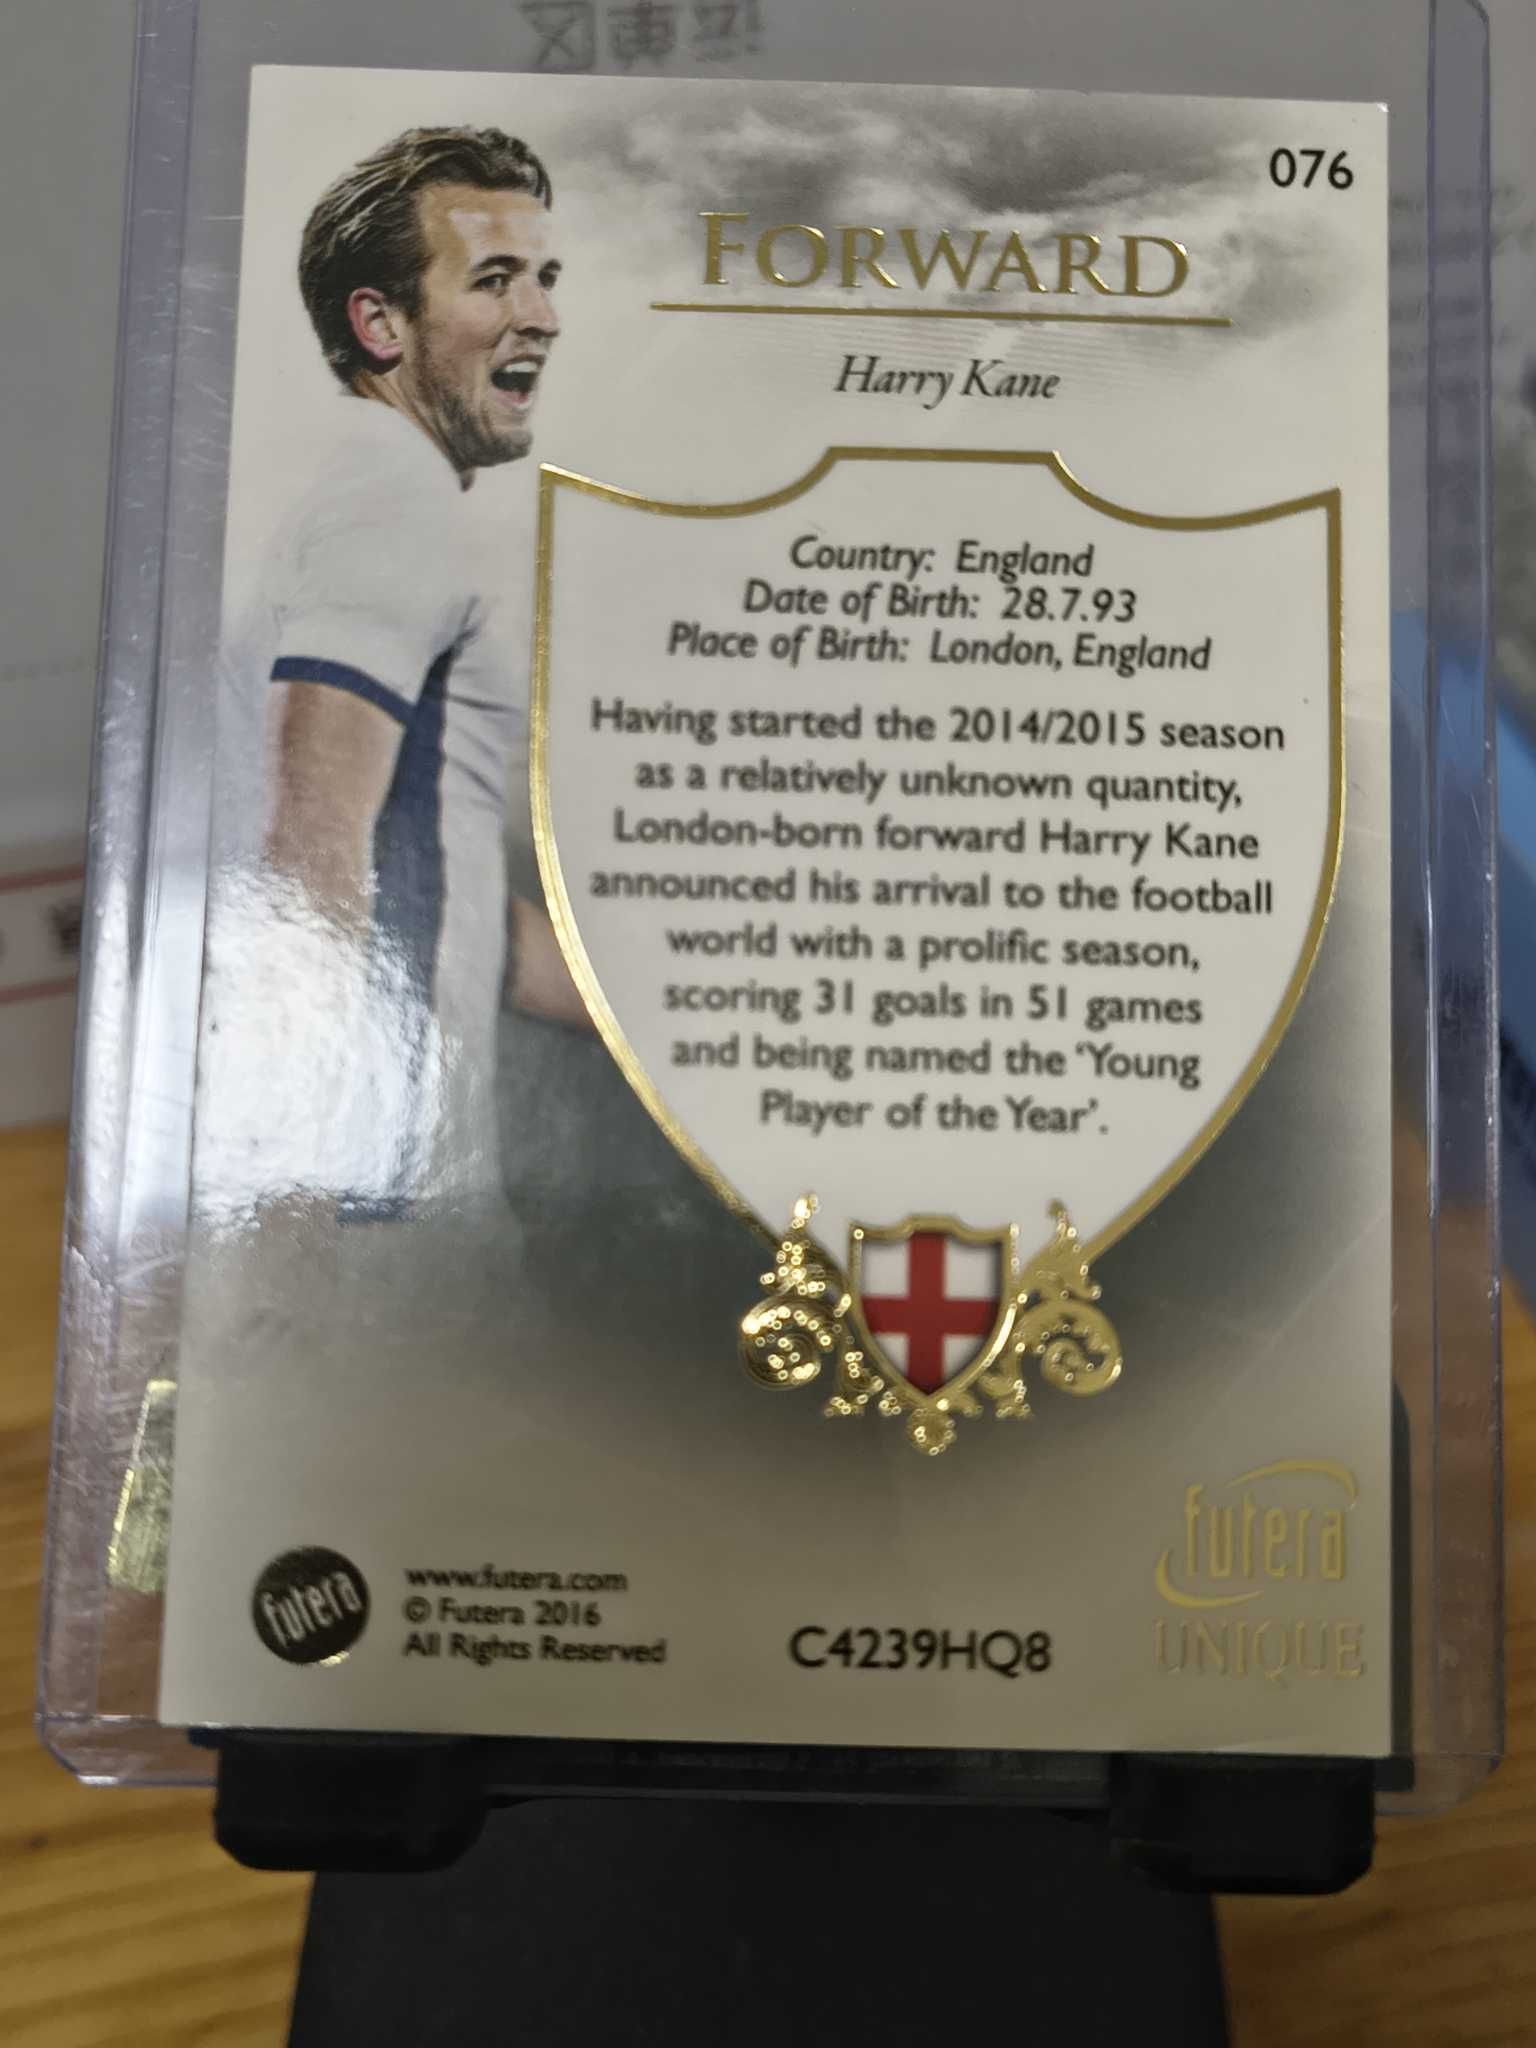 076
FORWARD
Harry Kane
Country: England
Date of Birth: 28.7.93
Place of Birth: London, England
Having started the 2014/2015 season
as a relatively unknown quantity,
London-born forward Harry Kane
announced his arrival to the football
world with a prolific season,
scoring 31 goals in 51 games
and being named the ‘Young
Player of the Year’.
futera
UNIQUE
futera
www.futera.com
© Futera 2016
All Rights Reserved
C4239HQ8